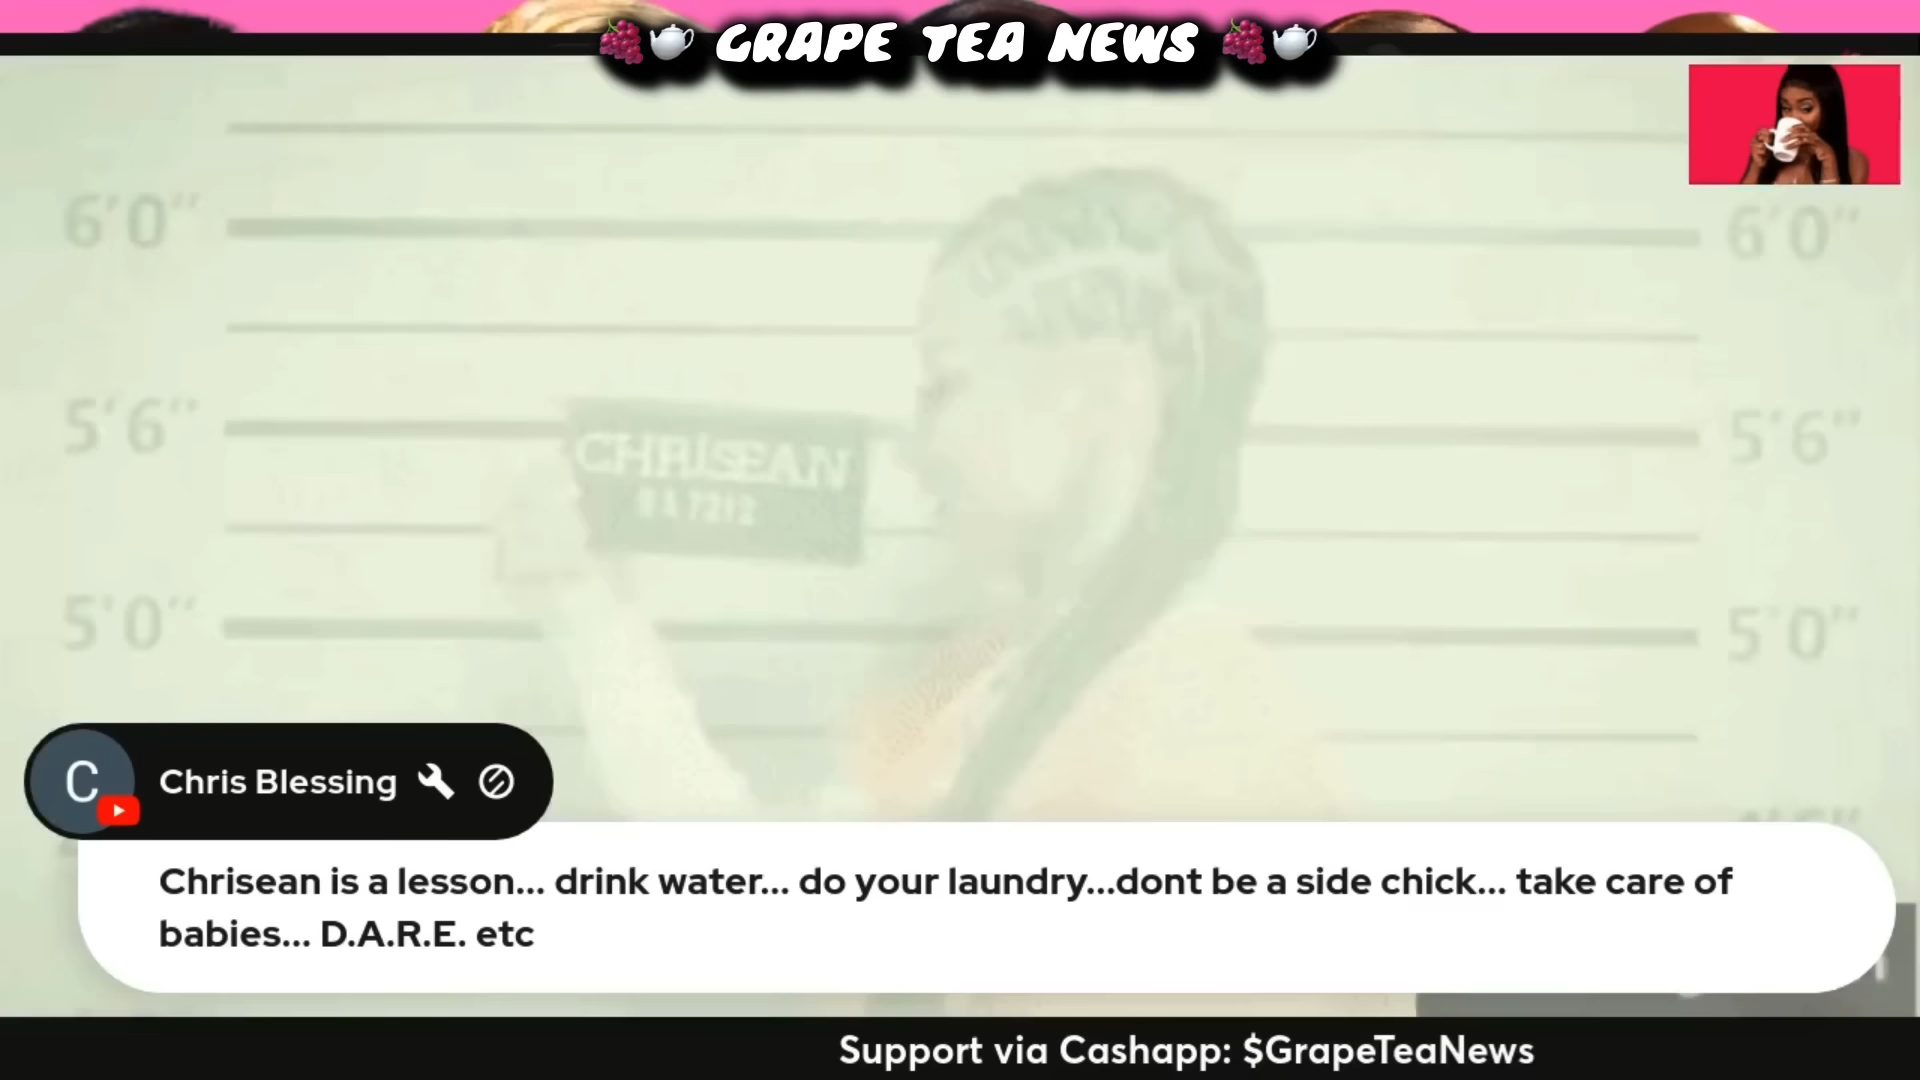 🍇🫖 GRAPE TEA NEWS 🍇🫖
6'0" 6'0"
5'6" 5'6"
CHRISEAN
5'0" 5'0"
C Chris Blessing
Chrisean is a lesson... drink water... do your laundry...dont be a side chick... take care of
babies... D.A.R.E. etc
Support via Cashapp: $GrapeTeaNews